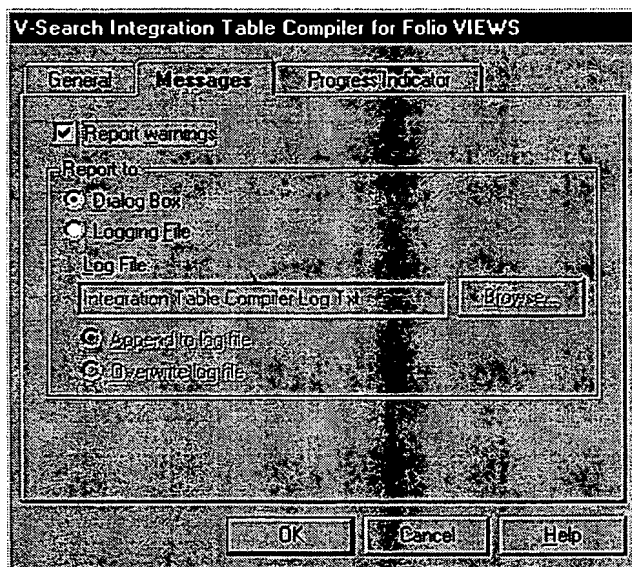 V-Search Integration Table Compiler for Folio VIEWS
General Messages Progress Indicator
Report warnings
Report to:
Dialog Box
Logging File
Log File:
Integration Table Compiler Log.Txt Browse...
Append to log file
Overwrite log file
OK Cancel Help